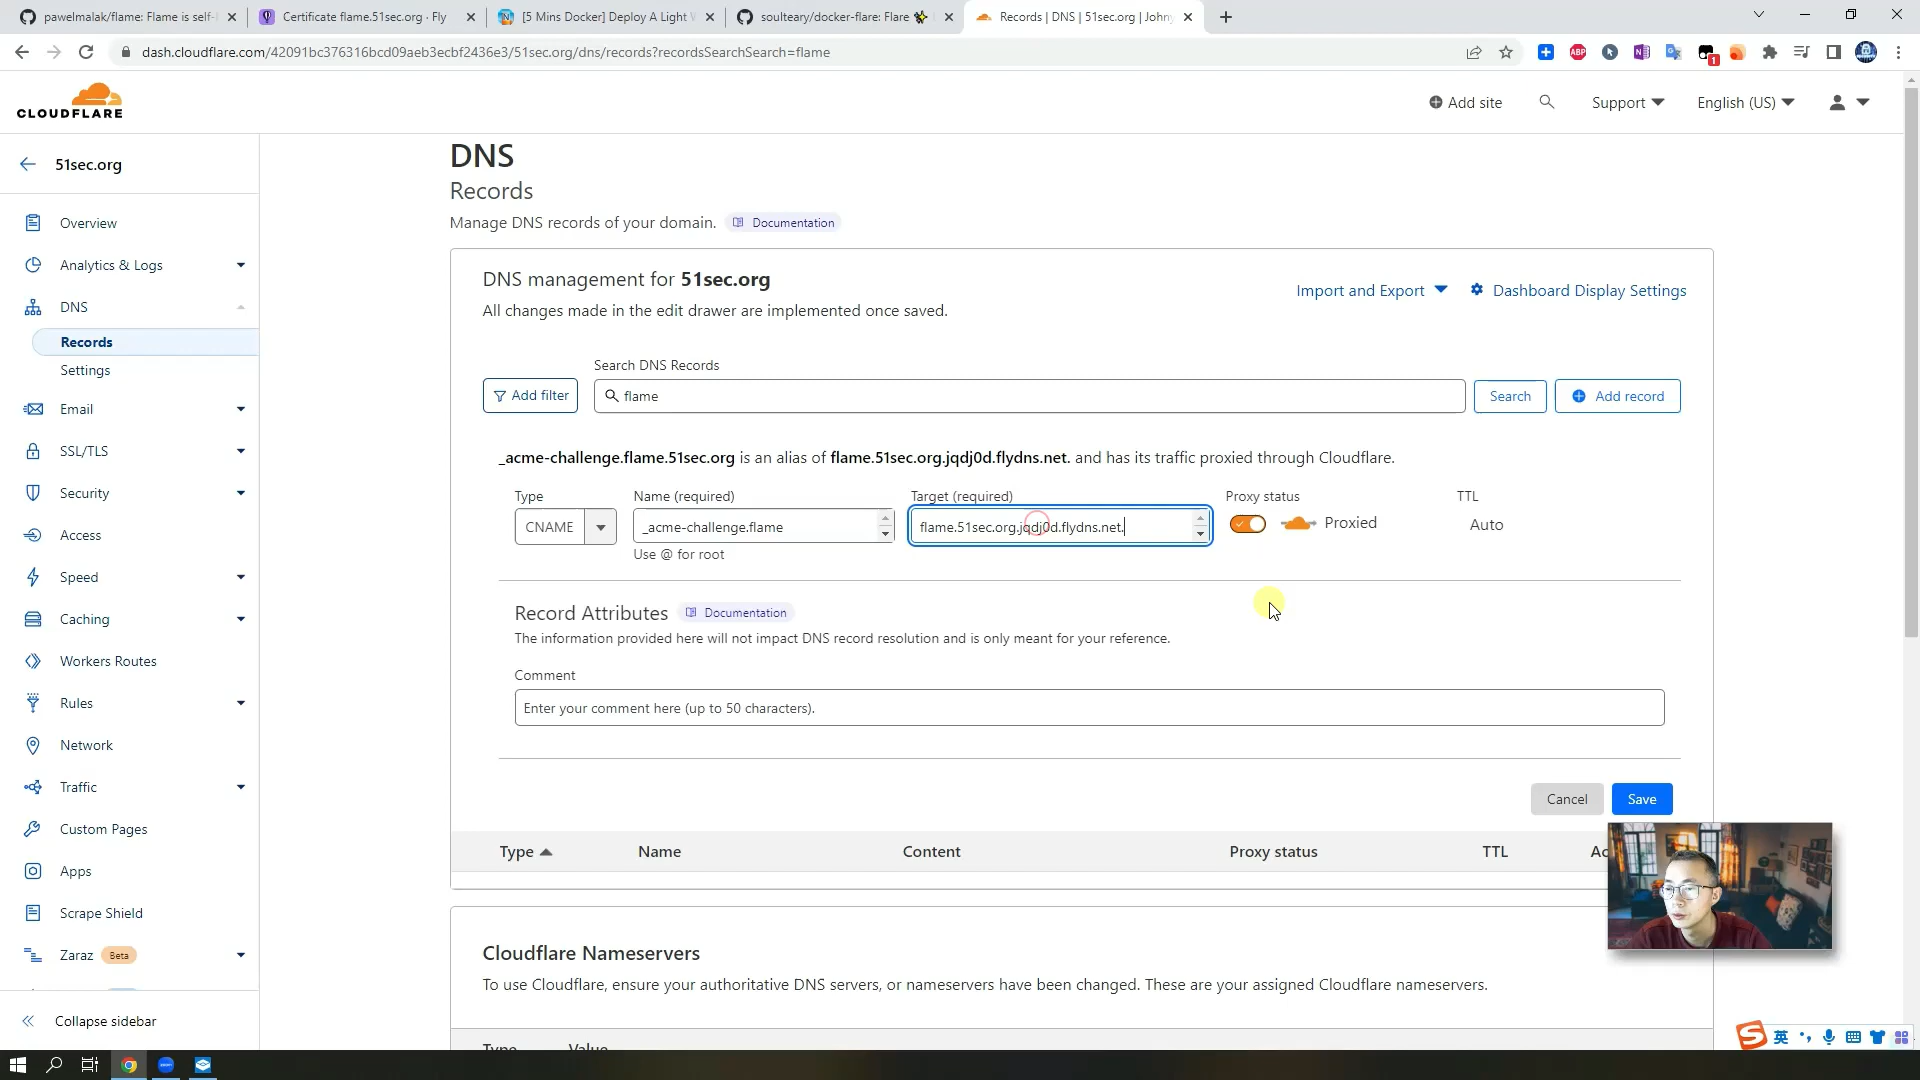 pawelmalak/flame: Flame is self-
Certificate flame.51sec.org · Fly
[5 Mins Docker] Deploy A Light
soulteary/docker-flare: Flare ✨
Records | DNS | 51sec.org | Johny
dash.cloudflare.com/42091bc376316bcd09aeb3ecbf2436e3/51sec.org/dns/records?recordsSearchSearch=flame
ABP
1
CLOUDFLARE
Add site
Support
English (US)
51sec.org
Overview
Analytics & Logs
DNS
Records
Settings
Email
SSL/TLS
Security
Access
Speed
Caching
Workers Routes
Rules
Network
Traffic
Custom Pages
Apps
Scrape Shield
Zaraz Beta
Collapse sidebar
DNS
Records
Manage DNS records of your domain. Documentation
DNS management for 51sec.org
All changes made in the edit drawer are implemented once saved.
Import and Export
Dashboard Display Settings
Search DNS Records
Add filter
flame
Search
Add record
_acme-challenge.flame.51sec.org is an alias of flame.51sec.org.jqdj0d.flydns.net. and has its traffic proxied through Cloudflare.
Type
Name (required)
Target (required)
Proxy status
TTL
CNAME
_acme-challenge.flame
flame.51sec.org.jqdj0d.flydns.net.
Proxied
Auto
Use @ for root
Record Attributes Documentation
The information provided here will not impact DNS record resolution and is only meant for your reference.
Comment
Enter your comment here (up to 50 characters).
Cancel
Save
Type
Name
Content
Proxy status
TTL
Ac
Cloudflare Nameservers
To use Cloudflare, ensure your authoritative DNS servers, or nameservers have been changed. These are your assigned Cloudflare nameservers.
Type
Value
英